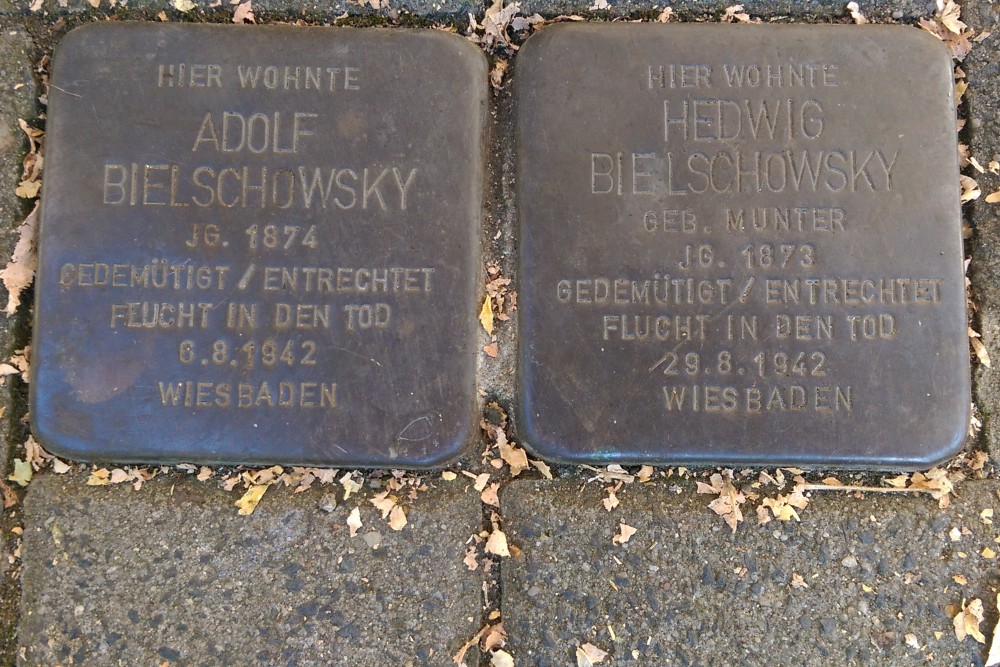 HIER WOHNTE
ADOLF
BIELSCHOWSKY
JG. 1874
GEDEMÜTIGT / ENTRECHTET
FLUCHT IN DEN TOD
6.8.1942
WIESBADEN
HIER WOHNTE
HEDWIG
BIELSCHOWSKY
GEB. MUNTER
JG. 1873
GEDEMÜTIGT / ENTRECHTET
FLUCHT IN DEN TOD
29.8.1942
WIESBADEN